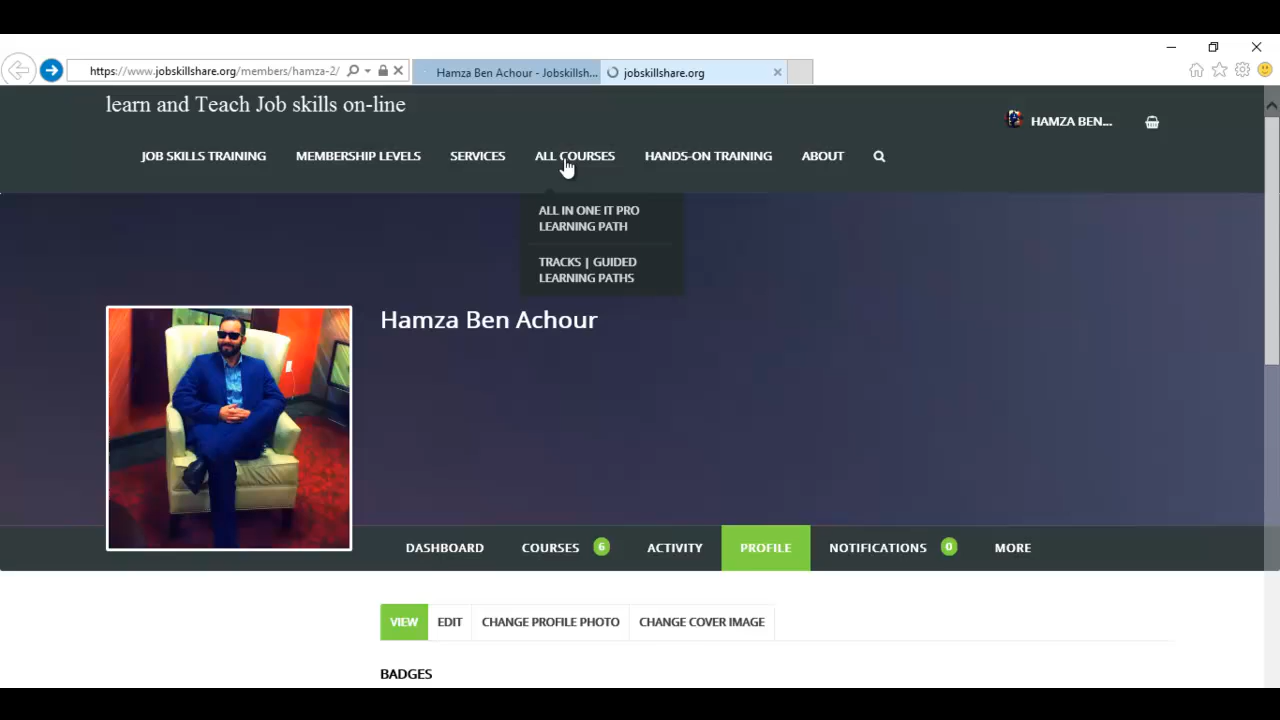 https://www.jobskillshare.org/members/hamza-2/
Hamza Ben Achour - Jobskillsh...
jobskillshare.org
learn and Teach Job skills on-line
HAMZA BEN...
JOB SKILLS TRAINING MEMBERSHIP LEVELS SERVICES ALL COURSES HANDS-ON TRAINING ABOUT
ALL IN ONE IT PRO
LEARNING PATH
TRACKS | GUIDED
LEARNING PATHS
Hamza Ben Achour
DASHBOARD COURSES 6 ACTIVITY PROFILE NOTIFICATIONS 0 MORE
VIEW EDIT CHANGE PROFILE PHOTO CHANGE COVER IMAGE
BADGES